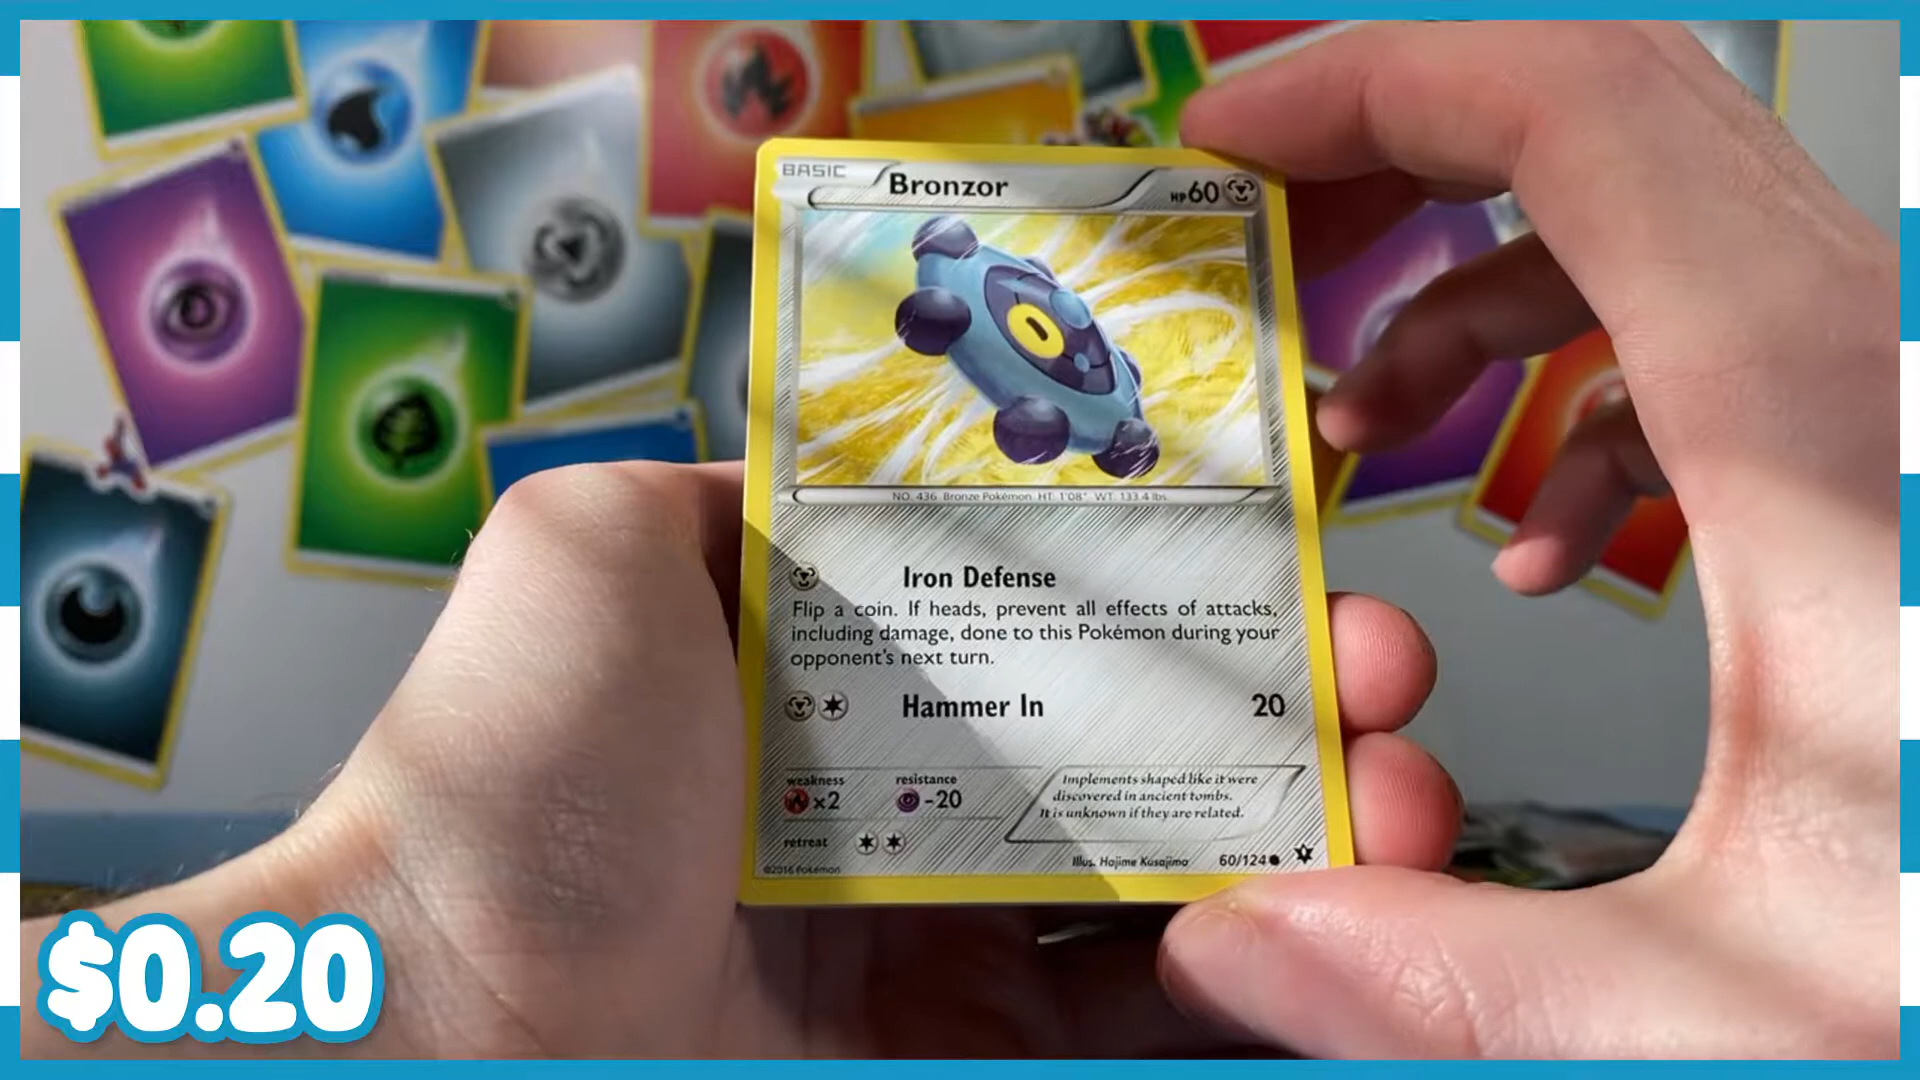 BASIC
Bronzor
HP60
NO. 436 Bronze Pokémon HT: 1'08" WT: 133.4 lbs.
Iron Defense
Flip a coin. If heads, prevent all effects of attacks,
including damage, done to this Pokémon during your
opponent's next turn.
Hammer In 20
weakness resistance
×2 -20
Implements shaped like it were
discovered in ancient tombs.
It is unknown if they are related.
retreat
©2016 Pokémon
Illus. Hajime Kusajima
60/124
$0.20